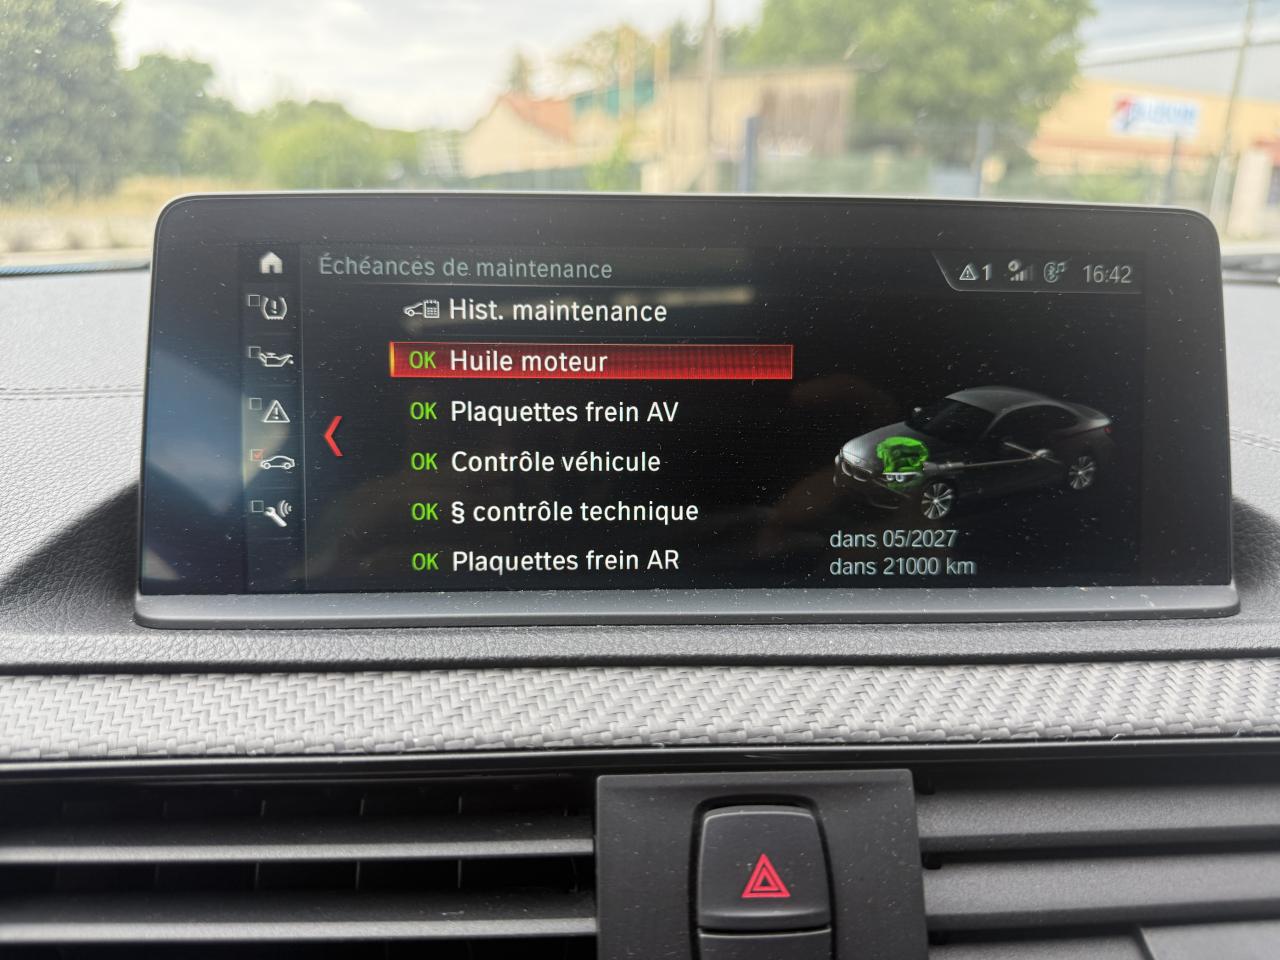 Échéances de maintenance
1 16:42
Hist. maintenance
OK Huile moteur
OK Plaquettes frein AV
OK Contrôle véhicule
OK § contrôle technique
OK Plaquettes frein AR
dans 05/2027
dans 21000 km